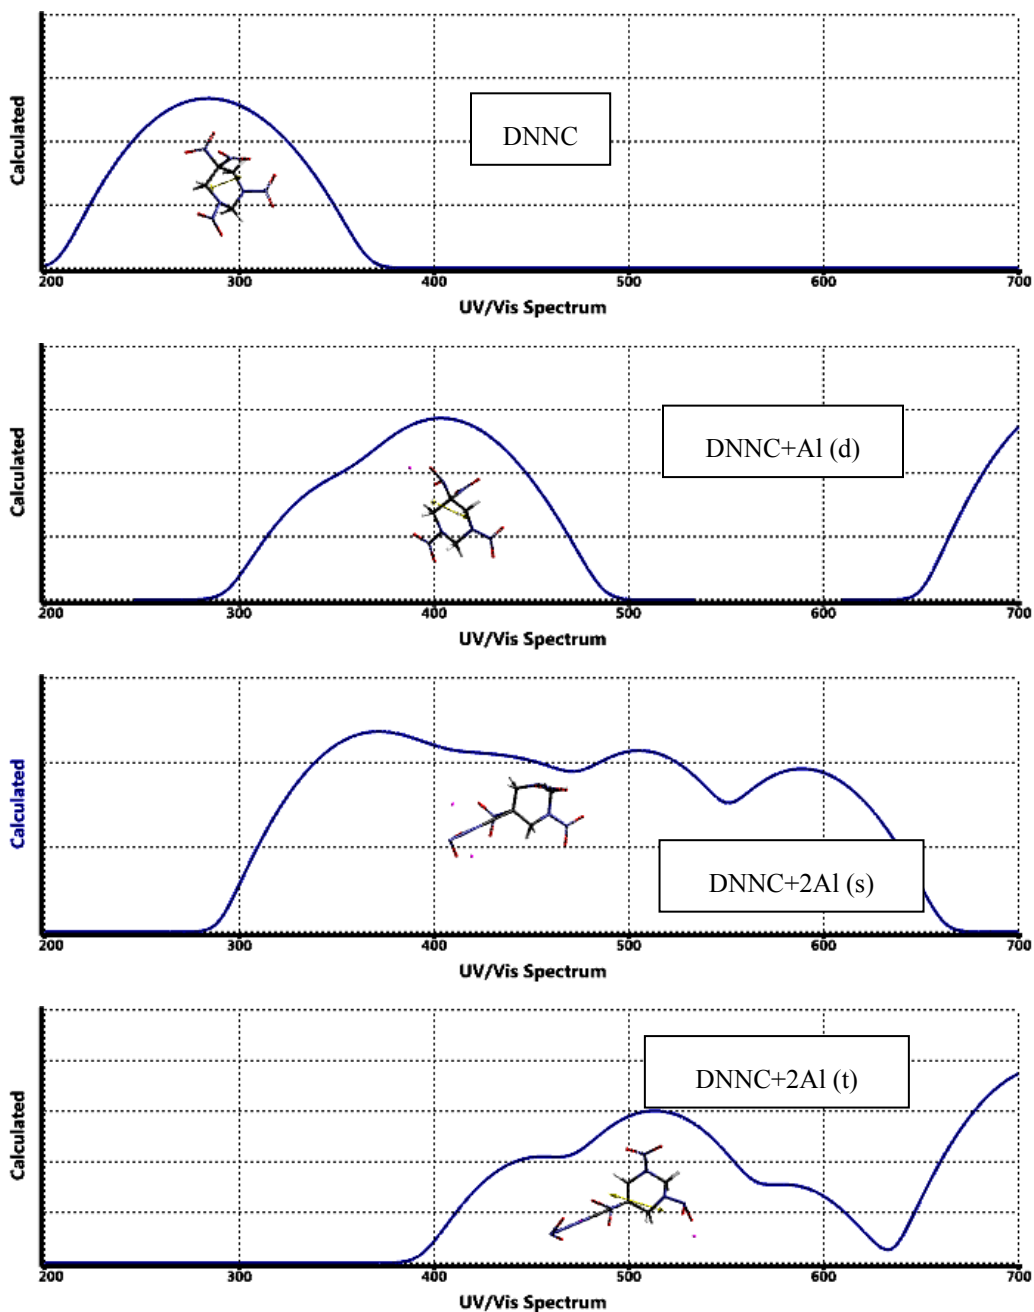 Calculated
DNNC
200 300 400 500 600 700
UV/Vis Spectrum
Calculated
DNNC+Al (d)
200 300 400 500 600 700
UV/Vis Spectrum
Calculated
DNNC+2Al (s)
200 300 400 500 600 700
UV/Vis Spectrum
Calculated
DNNC+2Al (t)
200 300 400 500 600 700
UV/Vis Spectrum